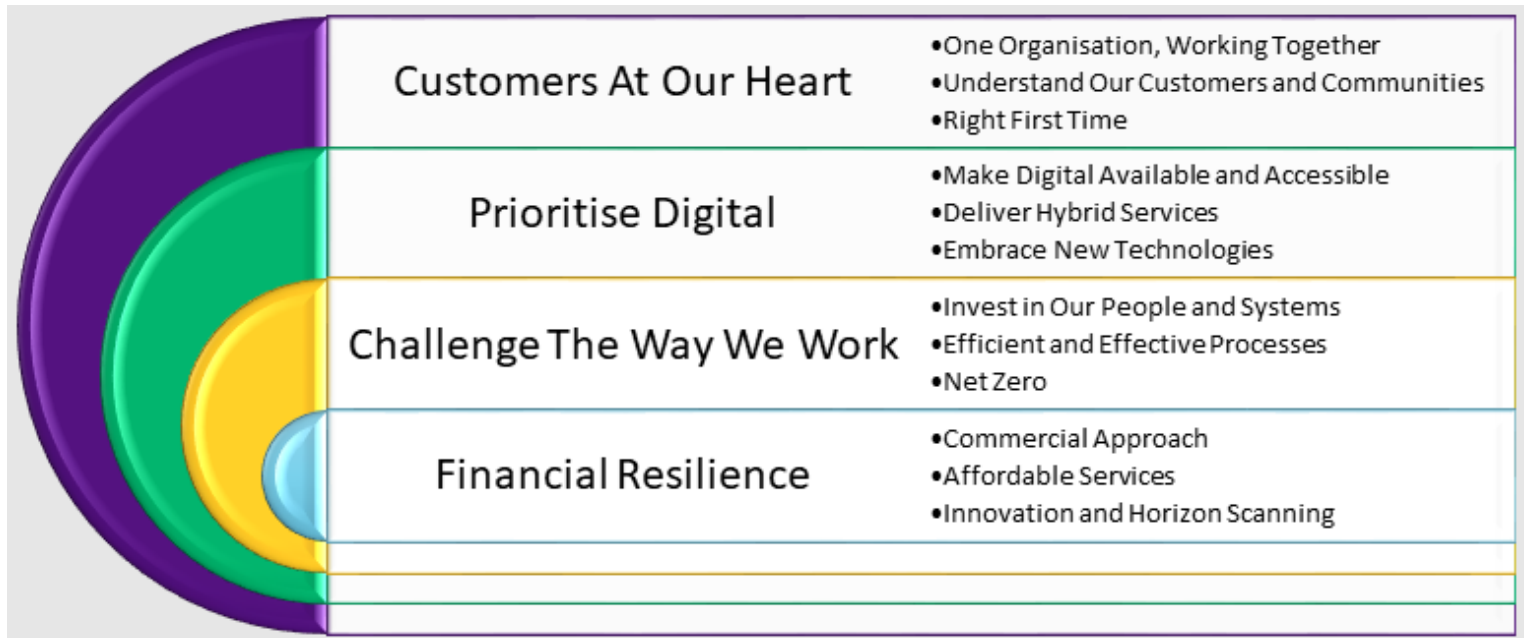 Customers At Our Heart
•One Organisation, Working Together
•Understand Our Customers and Communities
•Right First Time
Prioritise Digital
•Make Digital Available and Accessible
•Deliver Hybrid Services
•Embrace New Technologies
Challenge The Way We Work
•Invest in Our People and Systems
•Efficient and Effective Processes
•Net Zero
Financial Resilience
•Commercial Approach
•Affordable Services
•Innovation and Horizon Scanning